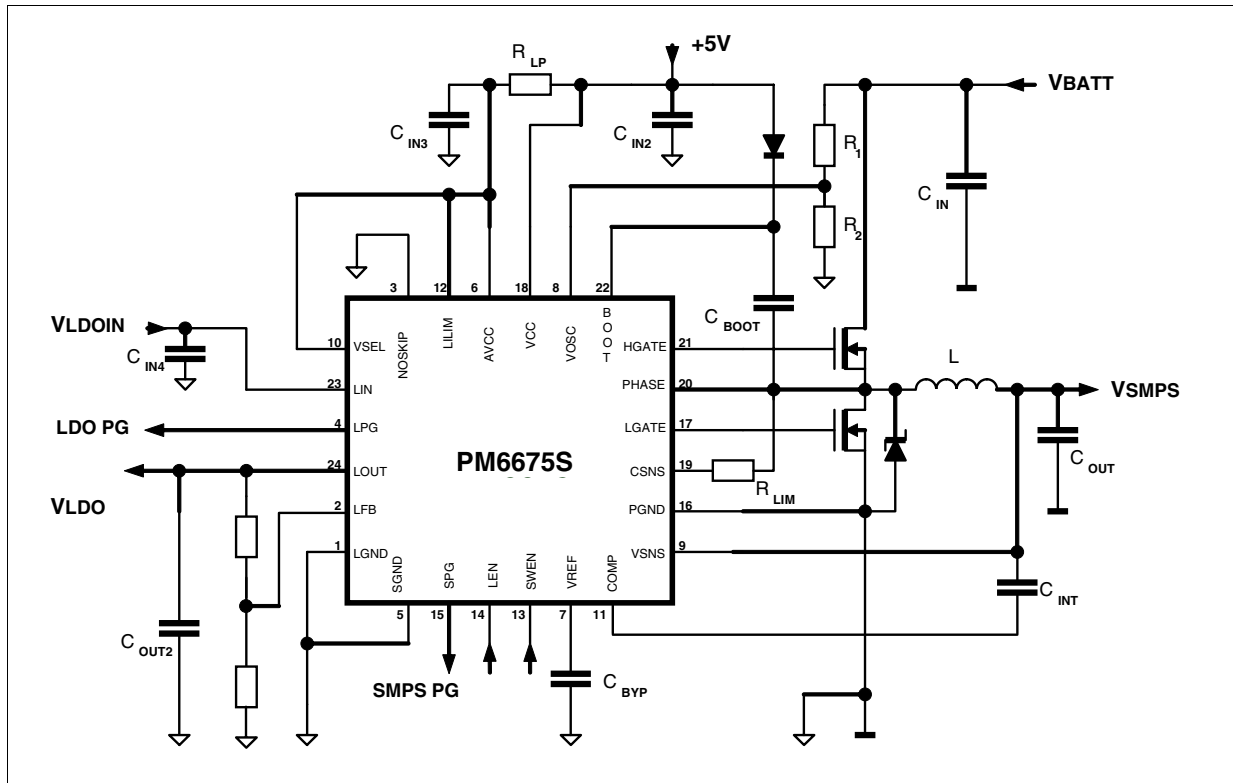 +5V
R LP
VBATT
C IN3
C IN2
R1
C IN
R2
3
12
6
18
8
22
C BOOT
VLDOIN
C IN4
10
VSEL
NOSKIP
LILIM
AVCC
VCC
VOSC
BOOT
HGATE
21
23
LIN
PHASE
20
L
VSMPS
LDO PG
4
LPG
LGATE
17
24
LOUT
PM6675S
CSNS
19
R LIM
C OUT
VLDO
2
LFB
PGND
16
1
LGND
VSNS
9
SGND
SPG
LEN
SWEN
VREF
COMP
C INT
5
15
14
13
7
11
C OUT2
SMPS PG
C BYP